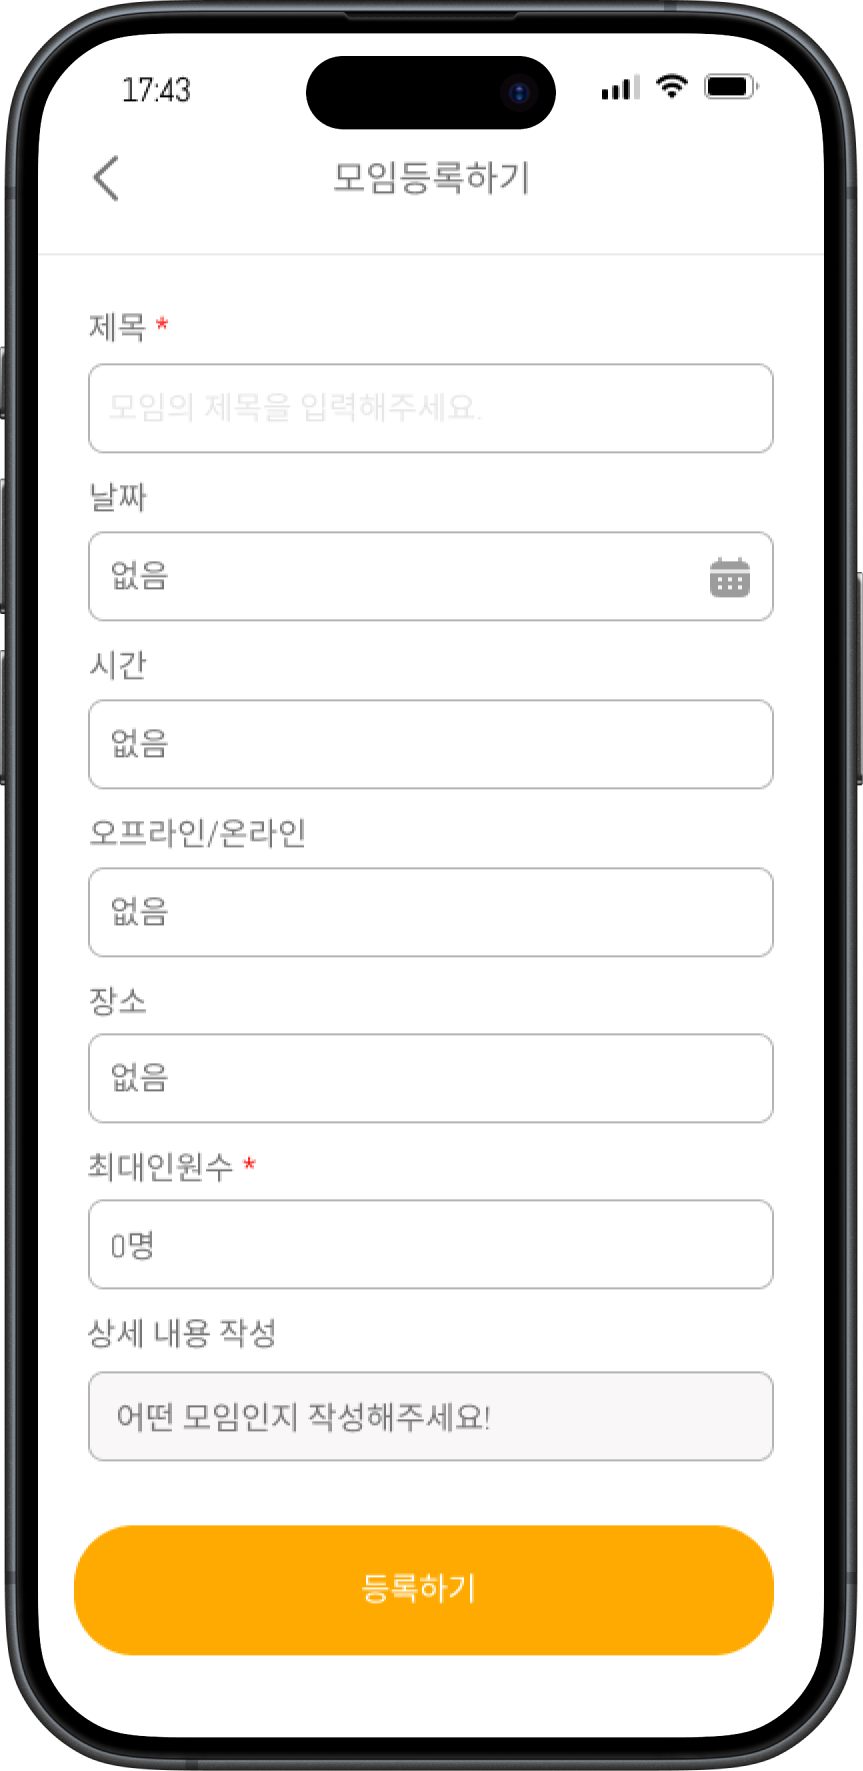 17:43
모임등록하기
제목 *
모임의 제목을 입력해주세요.
날짜
없음
시간
없음
오프라인/온라인
없음
장소
없음
최대인원수 *
0명
상세 내용 작성
어떤 모임인지 작성해주세요!
등록하기